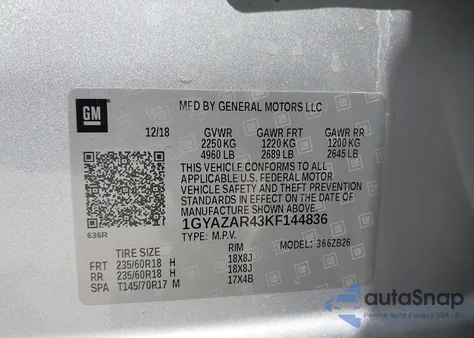 GM
MFD BY GENERAL MOTORS LLC
12/18 GVWR GAWR FRT GAWR RR
2250 KG 1220 KG 1200 KG
4960 LB 2689 LB 2645 LB
THIS VEHICLE CONFORMS TO ALL
APPLICABLE U.S. FEDERAL MOTOR
VEHICLE SAFETY AND THEFT PREVENTION
STANDARDS IN EFFECT ON THE DATE OF
MANUFACTURE SHOWN ABOVE.
636R
1GYAZAR43KF144836
TYPE: M.P.V. MODEL: 366ZB26
TIRE SIZE RIM
FRT 235/60R18 H 18X8J
RR 235/60R18 H 18X8J
SPA T145/70R17 M 17X4B
autoSnap